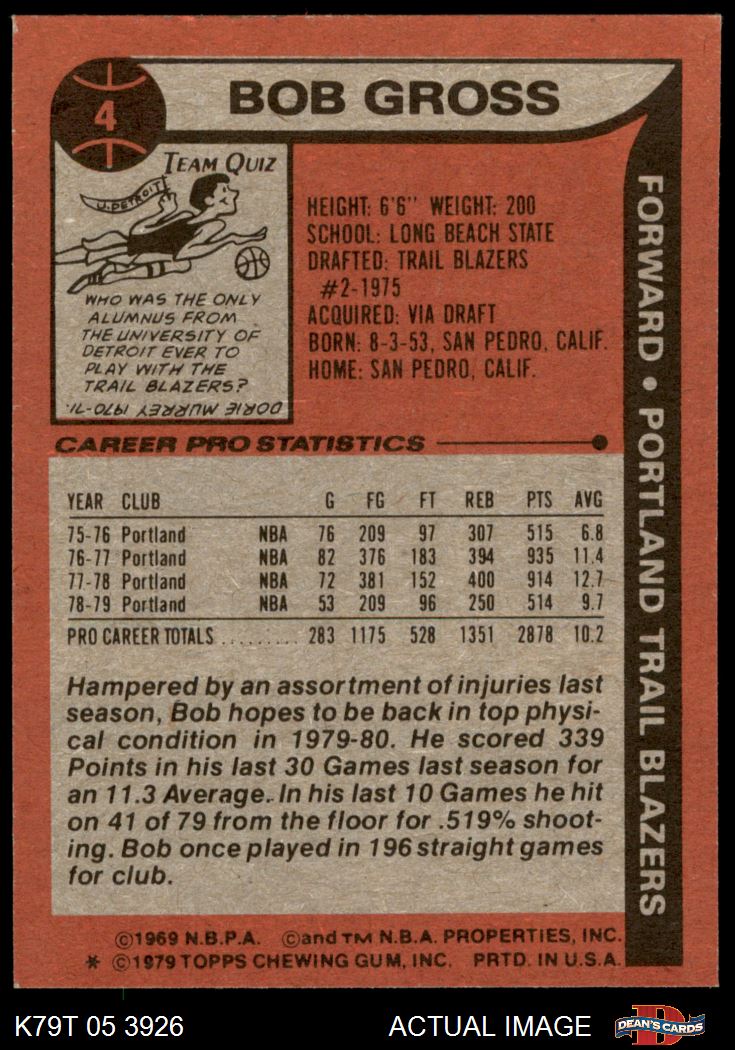 4
BOB GROSS
TEAM QUIZ
U. DETROIT
WHO WAS THE ONLY
ALUMNUS FROM
THE UNIVERSITY OF
DETROIT EVER TO
PLAY WITH THE
TRAIL BLAZERS?
DORIE MURREY 1970-71.
HEIGHT: 6'6" WEIGHT: 200
SCHOOL: LONG BEACH STATE
DRAFTED: TRAIL BLAZERS
#2-1975
ACQUIRED: VIA DRAFT
BORN: 8-3-53, SAN PEDRO, CALIF.
HOME: SAN PEDRO, CALIF.
FORWARD • PORTLAND TRAIL BLAZERS
CAREER PRO STATISTICS
YEAR CLUB G FG FT REB PTS AVG
75-76 Portland NBA 76 209 97 307 515 6.8
76-77 Portland NBA 82 376 183 394 935 11.4
77-78 Portland NBA 72 381 152 400 914 12.7
78-79 Portland NBA 53 209 96 250 514 9.7
PRO CAREER TOTALS ......... 283 1175 528 1351 2878 10.2
Hampered by an assortment of injuries last
season, Bob hopes to be back in top physi-
cal condition in 1979-80. He scored 339
Points in his last 30 Games last season for
an 11.3 Average. In his last 10 Games he hit
on 41 of 79 from the floor for .519% shoot-
ing. Bob once played in 196 straight games
for club.
©1969 N.B.P.A. ©and TM N.B.A. PROPERTIES, INC.
* ©1979 TOPPS CHEWING GUM, INC. PRTD. IN U.S.A.
K79T 05 3926 ACTUAL IMAGE
D
DEAN'S CARDS